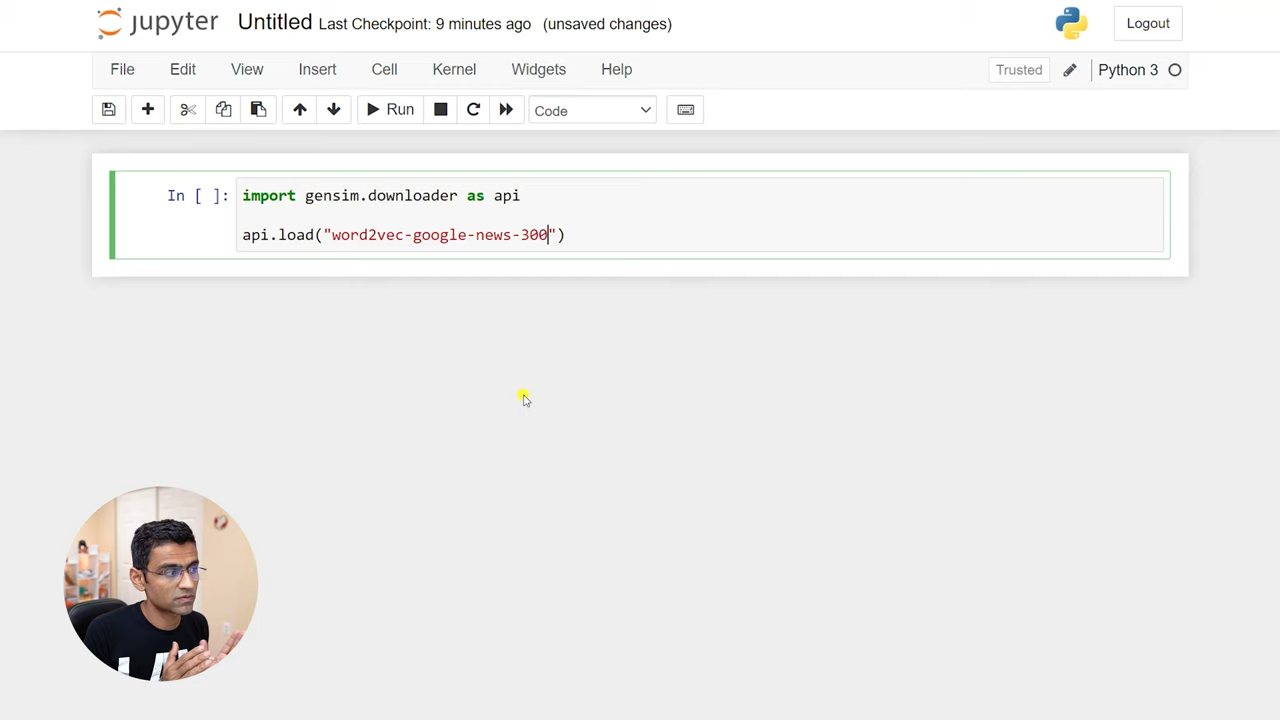 jupyter Untitled Last Checkpoint: 9 minutes ago (unsaved changes) Logout
File Edit View Insert Cell Kernel Widgets Help Trusted Python 3
Run Code
In [ ]: import gensim.downloader as api
api.load("word2vec-google-news-300")